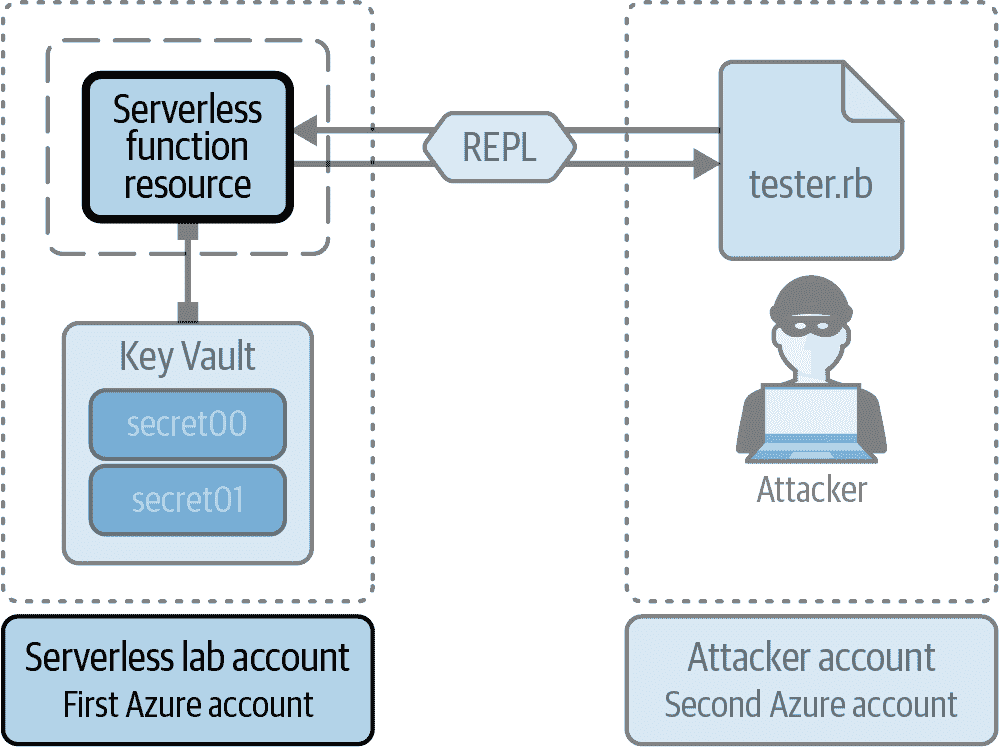 Serverless
function
resource
REPL
tester.rb
Key Vault
secret00
secret01
Attacker
Serverless lab account
First Azure account
Attacker account
Second Azure account